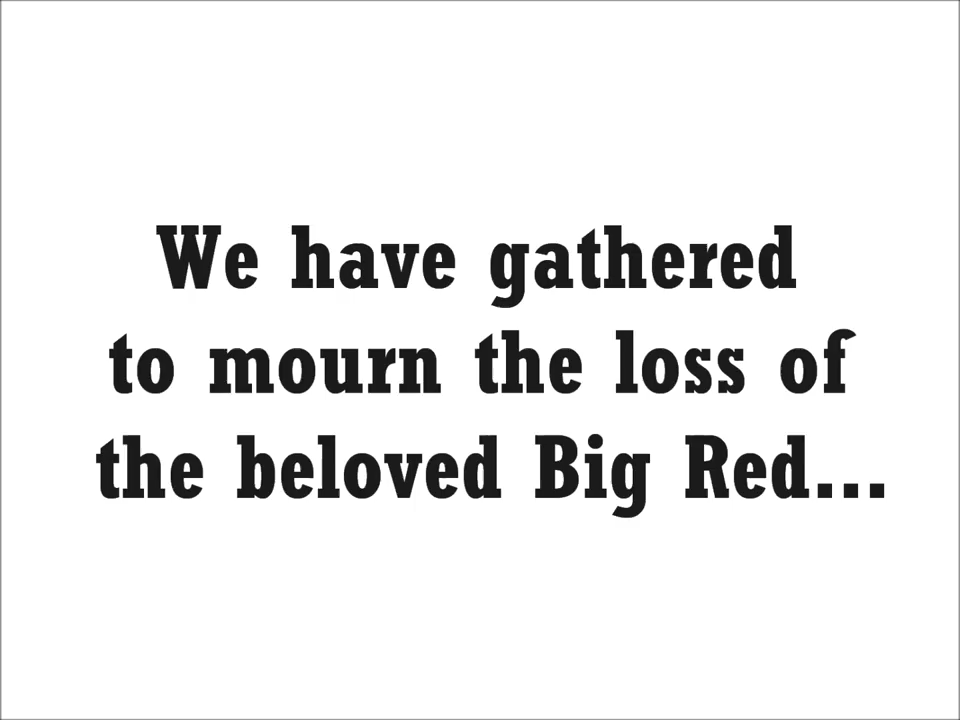 We have gathered
to mourn the loss of
the beloved Big Red...